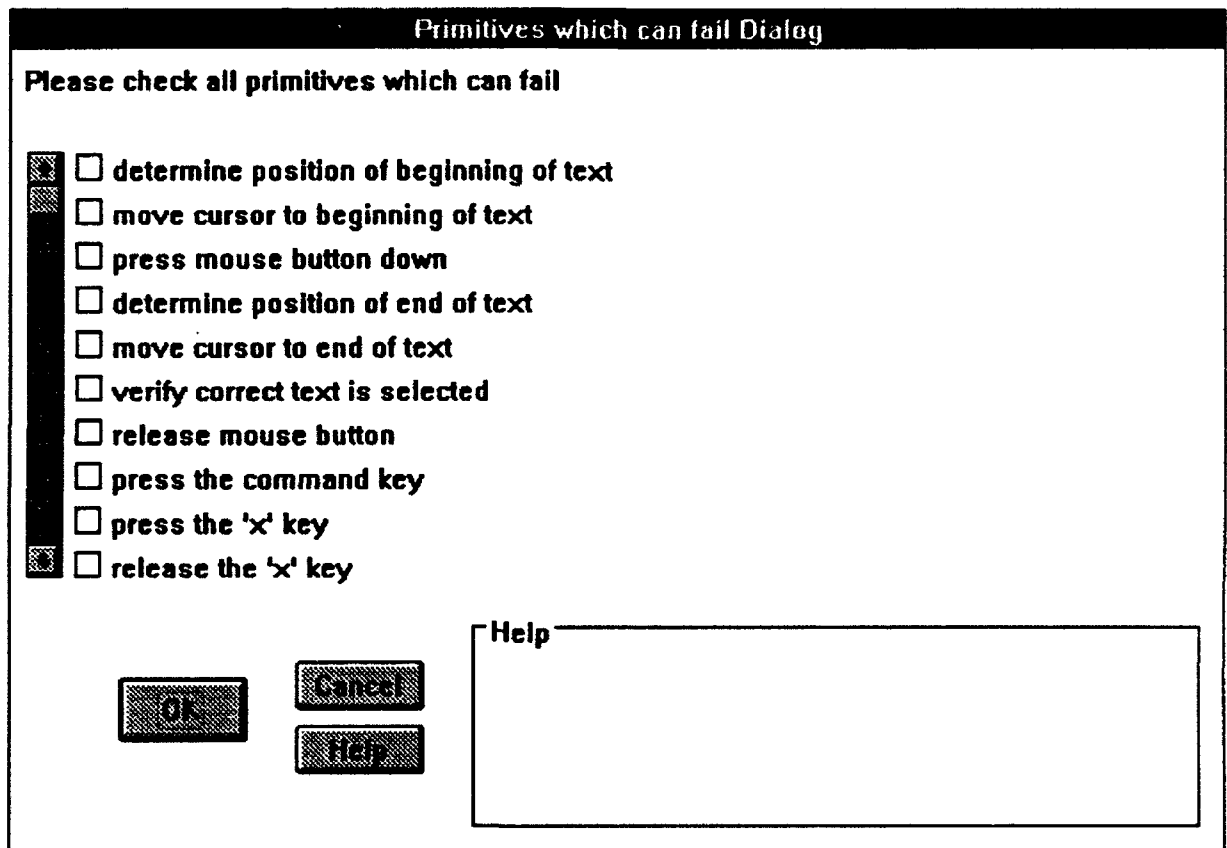 Primitives which can fail Dialog
Please check all primitives which can fail
determine position of beginning of text
move cursor to beginning of text
press mouse button down
determine position of end of text
move cursor to end of text
verify correct text is selected
release mouse button
press the command key
press the 'x' key
release the 'x' key
OK
Cancel
Help
Help